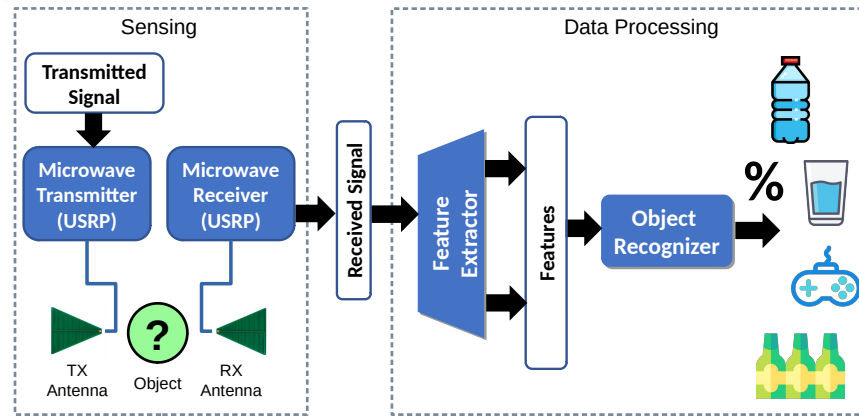 Sensing
Transmitted
Signal
Microwave
Transmitter
(USRP)
Microwave
Receiver
(USRP)
TX
Antenna
?
Object
RX
Antenna
Received Signal
Data Processing
Feature
Extractor
Features
Object
Recognizer
%